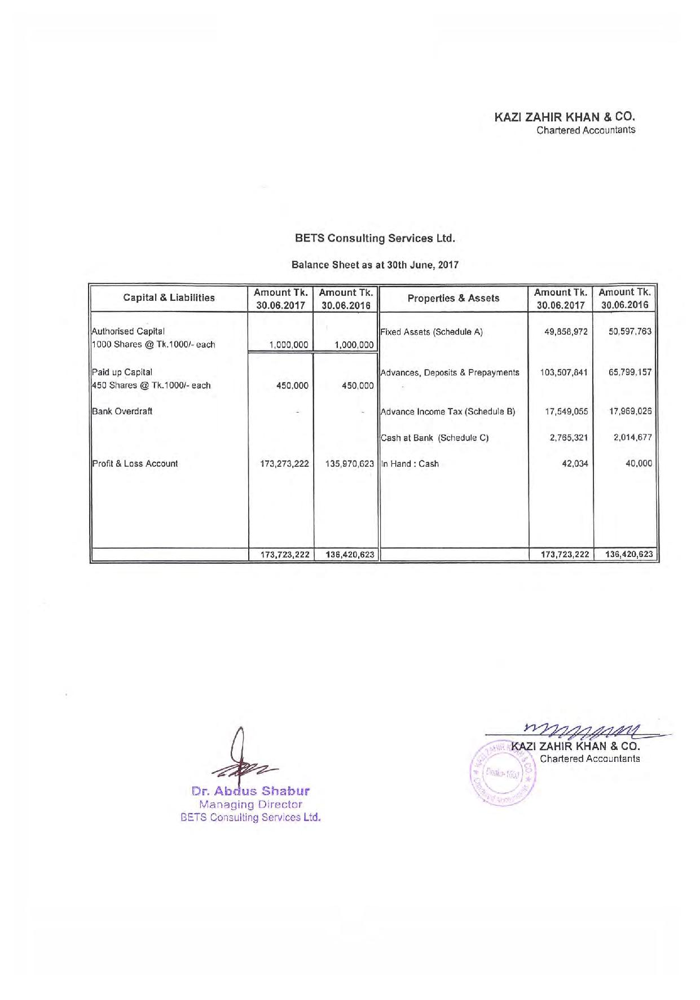 KAZI ZAHIR KHAN & CO.
Chartered Accountants
BETS Consulting Services Ltd.
Balance Sheet as at 30th June, 2017
Capital & Liabilities Amount Tk. 30.06.2017 Amount Tk. 30.06.2016 Properties & Assets Amount Tk. 30.06.2017 Amount Tk. 30.06.2016
Authorised Capital Fixed Assets (Schedule A) 49,858,972 50,597,763
1000 Shares @ Tk.1000/- each 1,000,000 1,000,000
Paid up Capital Advances, Deposits & Prepayments 103,507,841 65,799,157
450 Shares @ Tk.1000/- each 450,000 450,000
Bank Overdraft - - Advance Income Tax (Schedule B) 17,549,055 17,969,026
Cash at Bank (Schedule C) 2,765,321 2,014,677
Profit & Loss Account 173,273,222 135,970,623 In Hand : Cash 42,034 40,000
173,723,222 136,420,623 173,723,222 136,420,623
KAZI ZAHIR KHAN & CO.
Chartered Accountants
KAZI ZAHIR KHAN & CO.
Chartered Accountants
Dr. Abdus Shabur
Managing Director
BETS Consulting Services Ltd.